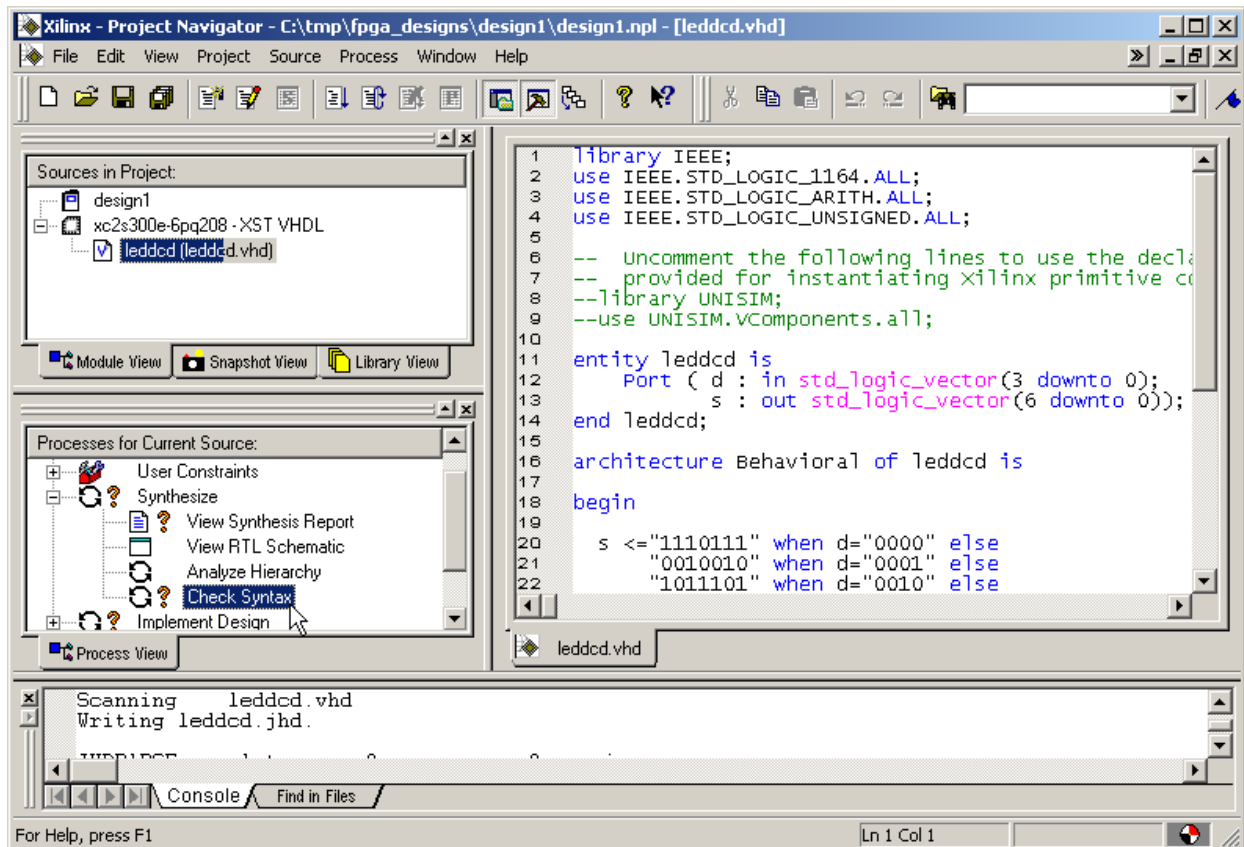 Xilinx - Project Navigator - C:\tmp\fpga_designs\design1\design1.npl - [leddcd.vhd]
File Edit View Project Source Process Window Help
Sources in Project:
design1
xc2s300e-6pq208 - XST VHDL
leddcd (leddcd.vhd)
Module View Snapshot View Library View
Processes for Current Source:
User Constraints
Synthesize
View Synthesis Report
View RTL Schematic
Analyze Hierarchy
Check Syntax
Implement Design
Process View
1 library IEEE;
2 use IEEE.STD_LOGIC_1164.ALL;
3 use IEEE.STD_LOGIC_ARITH.ALL;
4 use IEEE.STD_LOGIC_UNSIGNED.ALL;
5
6 -- Uncomment the following lines to use the
7 -- provided for instantiating Xilinx primitive
8 --library UNISIM;
9 --use UNISIM.VComponents.all;
10
11 entity leddcd is
12 Port ( d : in std_logic_vector(3 downto 0);
13 s : out std_logic_vector(6 downto 0));
14 end leddcd;
15
16 architecture Behavioral of leddcd is
17
18 begin
19
20 s <="1110111" when d="0000" else
21 "0010010" when d="0001" else
22 "1011101" when d="0010" else
leddcd.vhd
Scanning leddcd.vhd
Writing leddcd.jhd.
Console Find in Files
For Help, press F1
Ln 1 Col 1